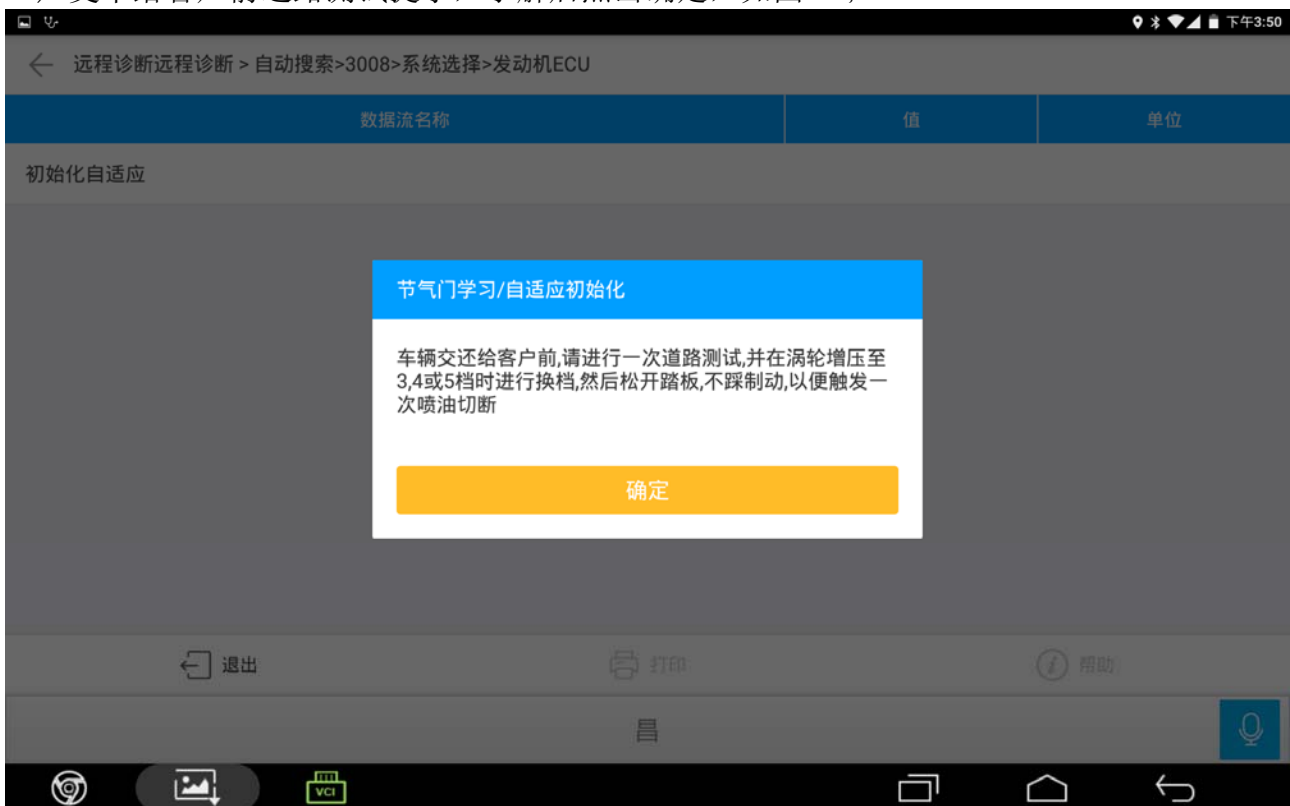 下午3:50
远程诊断远程诊断 > 自动搜索>3008>系统选择>发动机ECU
数据流名称 值 单位
初始化自适应
节气门学习/自适应初始化
车辆交还给客户前,请进行一次道路测试,并在涡轮增压至
3,4或5档时进行换档,然后松开踏板,不踩制动,以便触发一
次喷油切断
确定
退出 打印 帮助
昌
VCI